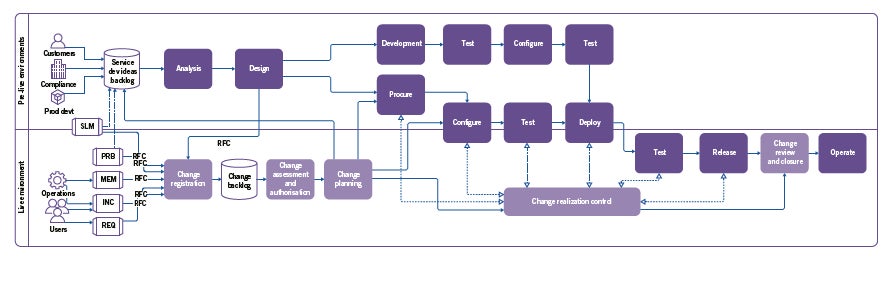 Pre-live environments
Customers
Compliance
Prod devt
Service
dev ideas
backlog
Analysis
Design
Development
Test
Configure
Test
Procure
Configure
Test
Deploy
SLM
RFC
Live environment
PRB
RFC
RFC
MEM
RFC
INC
RFC
RFC
REQ
Operations
Users
Change
registration
Change
backlog
Change
assessment
and
authorisation
Change
planning
Test
Release
Change
review
and closure
Operate
Change realization control